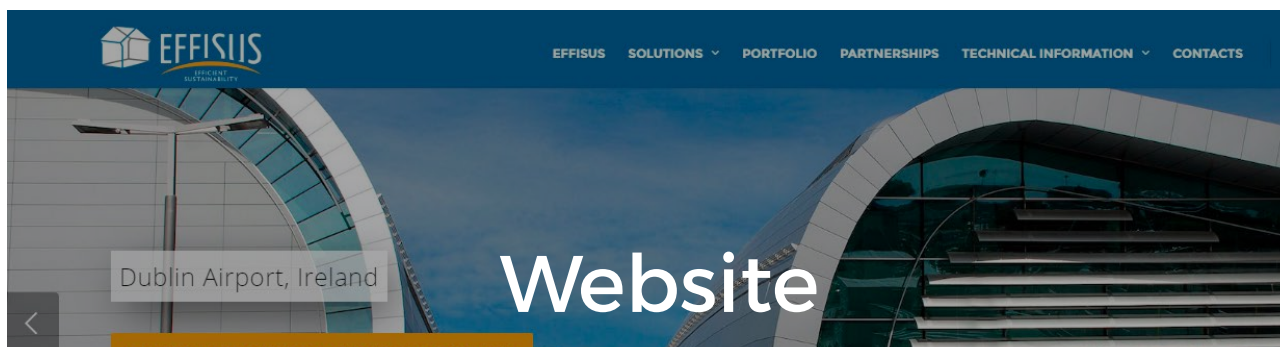 EFFISUS
EFFICIENT
SUSTAINABILITY
EFFISUS SOLUTIONS PORTFOLIO PARTNERSHIPS TECHNICAL INFORMATION CONTACTS
Dublin Airport, Ireland
Website